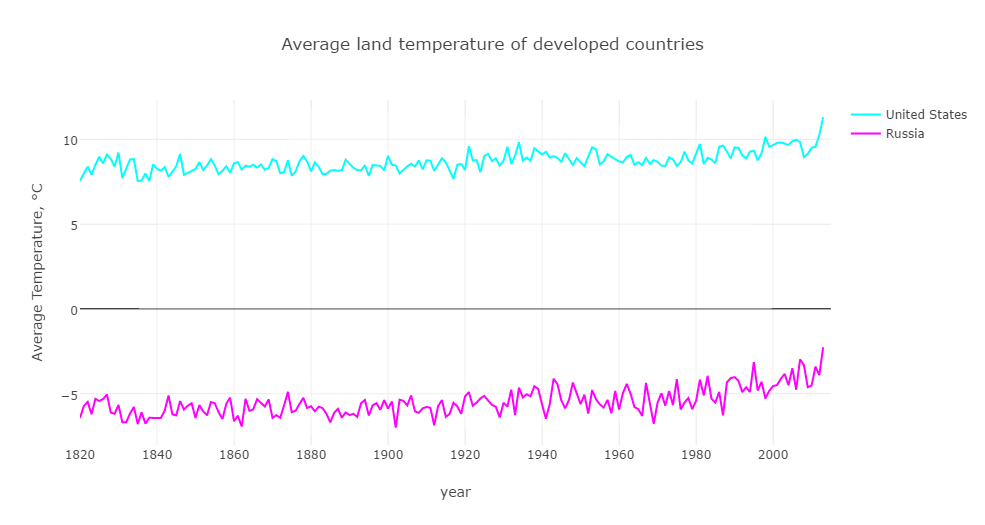 Average land temperature of developed countries
United States
Russia
10
5
0
−5
Average Temperature, °C
1820 1840 1860 1880 1900 1920 1940 1960 1980 2000
year